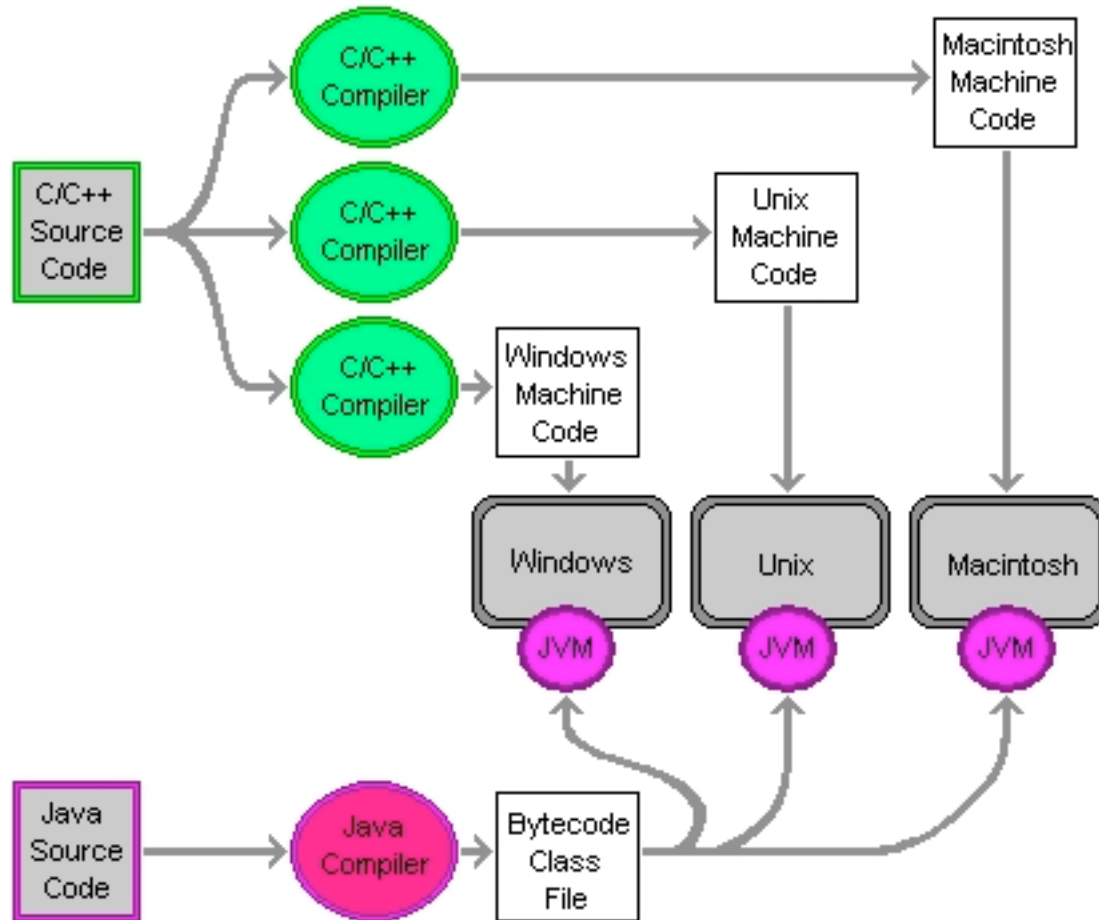 C/C++
Compiler
Macintosh
Machine
Code
C/C++
Source
Code
C/C++
Compiler
Unix
Machine
Code
C/C++
Compiler
Windows
Machine
Code
Windows
Unix
Macintosh
JVM
JVM
JVM
Java
Source
Code
Java
Compiler
Bytecode
Class
File